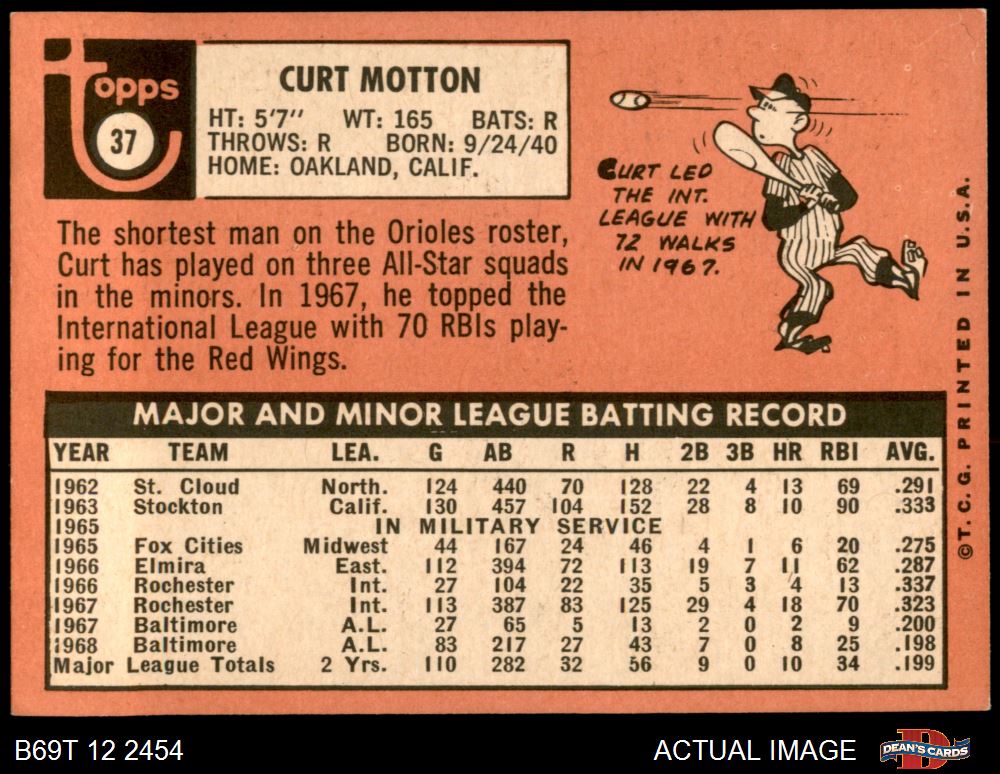 topps
37
CURT MOTTON
HT: 5'7" WT: 165 BATS: R
THROWS: R BORN: 9/24/40
HOME: OAKLAND, CALIF.
CURT LED
THE INT.
LEAGUE WITH
72 WALKS
IN 1967.
The shortest man on the Orioles roster,
Curt has played on three All-Star squads
in the minors. In 1967, he topped the
International League with 70 RBIs play-
ing for the Red Wings.
MAJOR AND MINOR LEAGUE BATTING RECORD
YEAR TEAM LEA. G AB R H 2B 3B HR RBI AVG.
1962 St. Cloud North. 124 440 70 128 22 4 13 69 .291
1963 Stockton Calif. 130 457 104 152 28 8 10 90 .333
1965 IN MILITARY SERVICE
1965 Fox Cities Midwest 44 167 24 46 4 1 6 20 .275
1966 Elmira East. 112 394 72 113 19 7 11 62 .287
1966 Rochester Int. 27 104 22 35 5 3 4 13 .337
1967 Rochester Int. 113 387 83 125 29 4 18 70 .323
1967 Baltimore A.L. 27 65 5 13 2 0 2 9 .200
1968 Baltimore A.L. 83 217 27 43 7 0 8 25 .198
Major League Totals 2 Yrs. 110 282 32 56 9 0 10 34 .199
©T.C.G. PRINTED IN U.S.A.
B69T 12 2454
ACTUAL IMAGE
DEAN'S CARDS